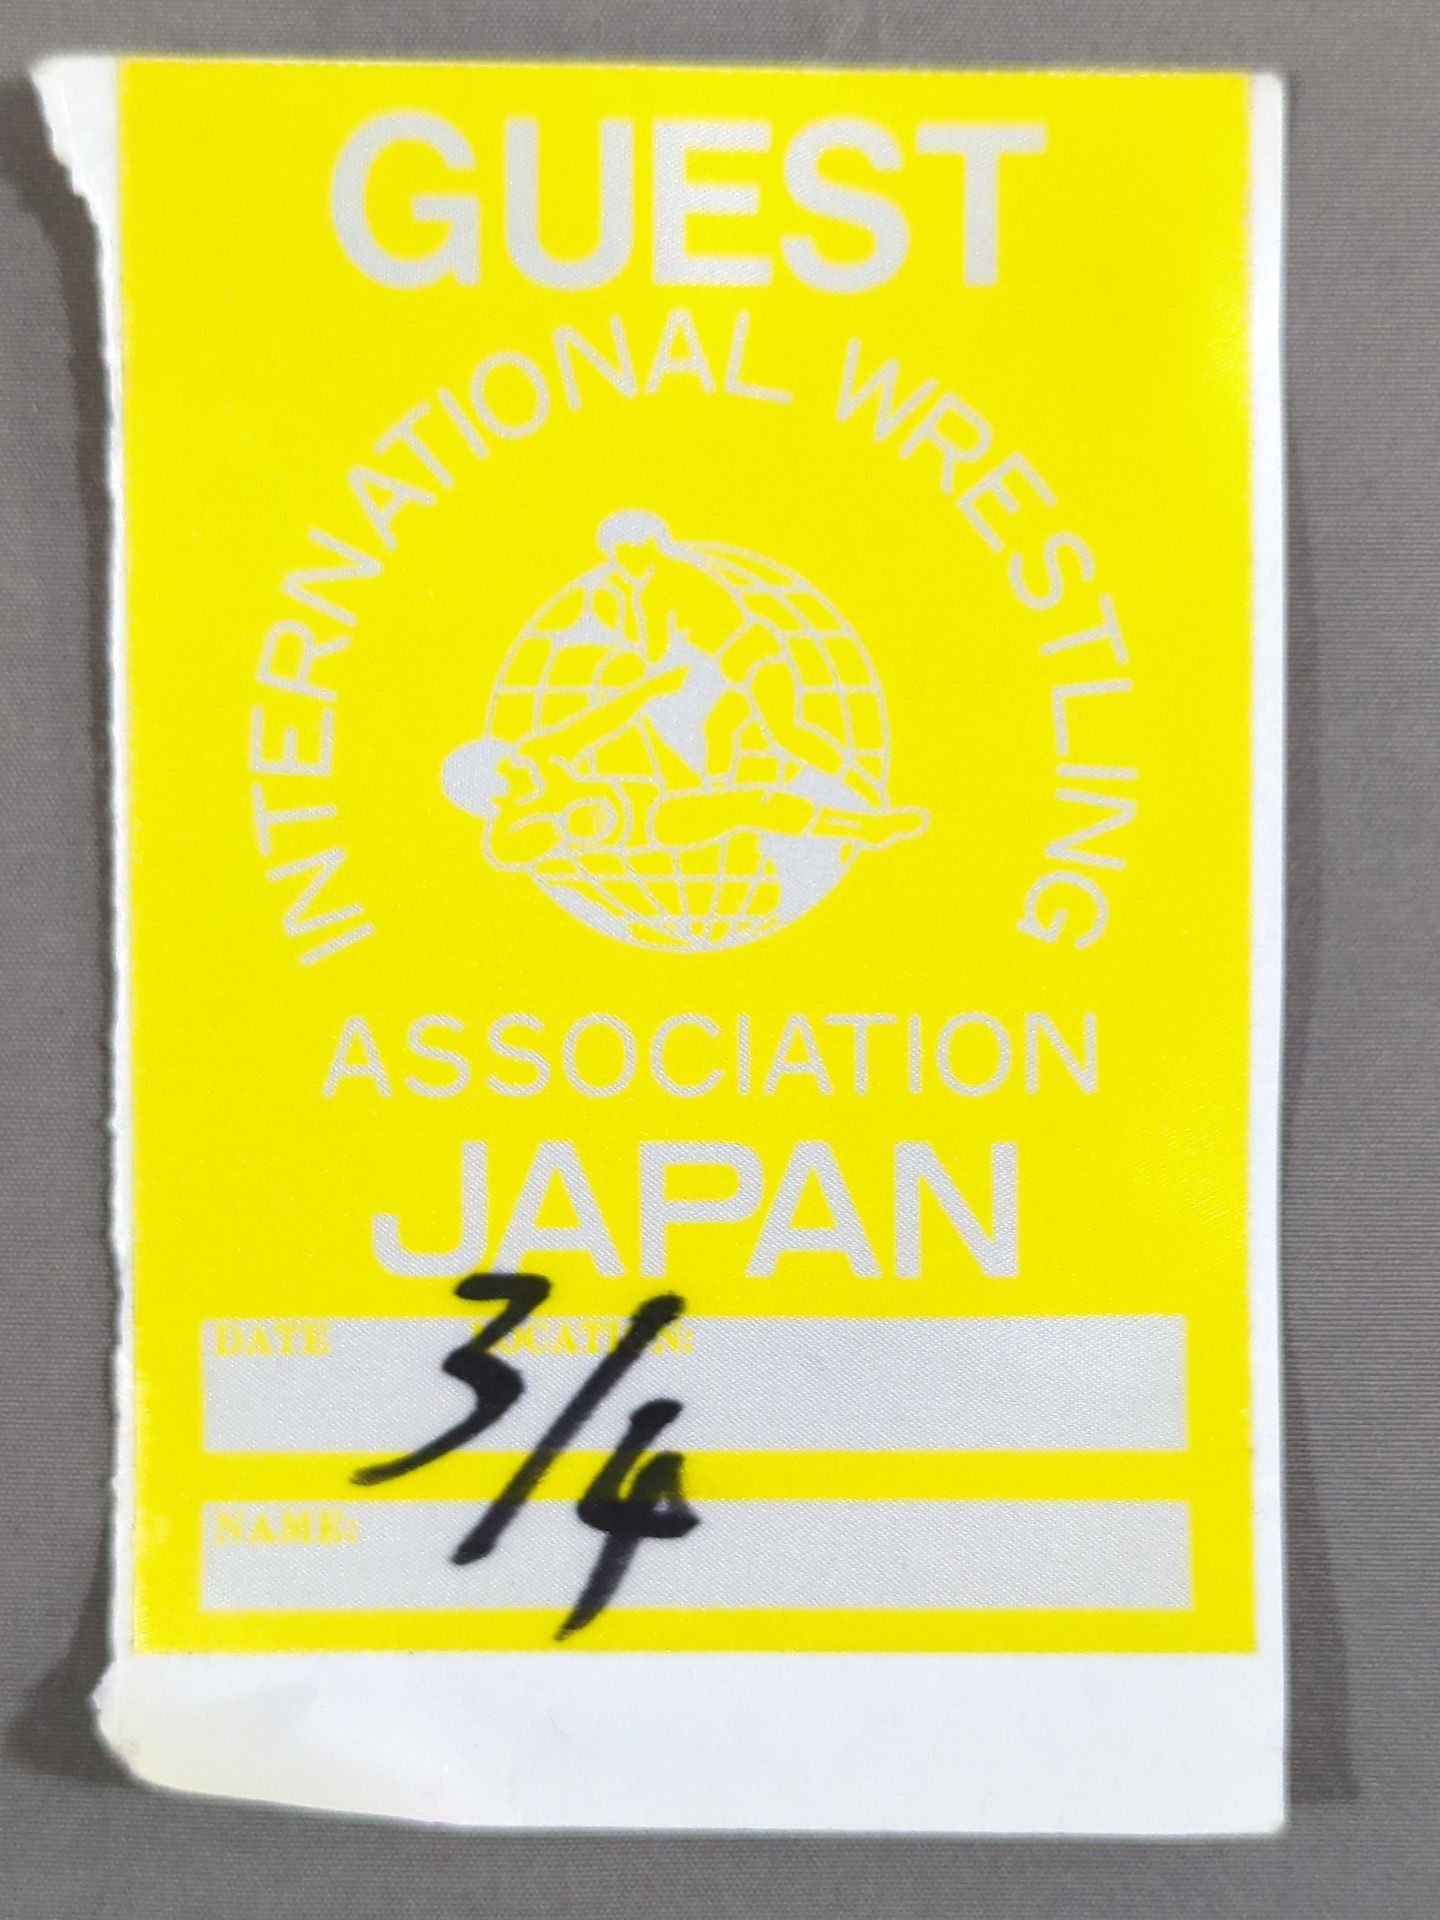 GUEST
INTERNATIONAL WRESTLING
ASSOCIATION
JAPAN
DATE LOCATION:
3/4
NAME: